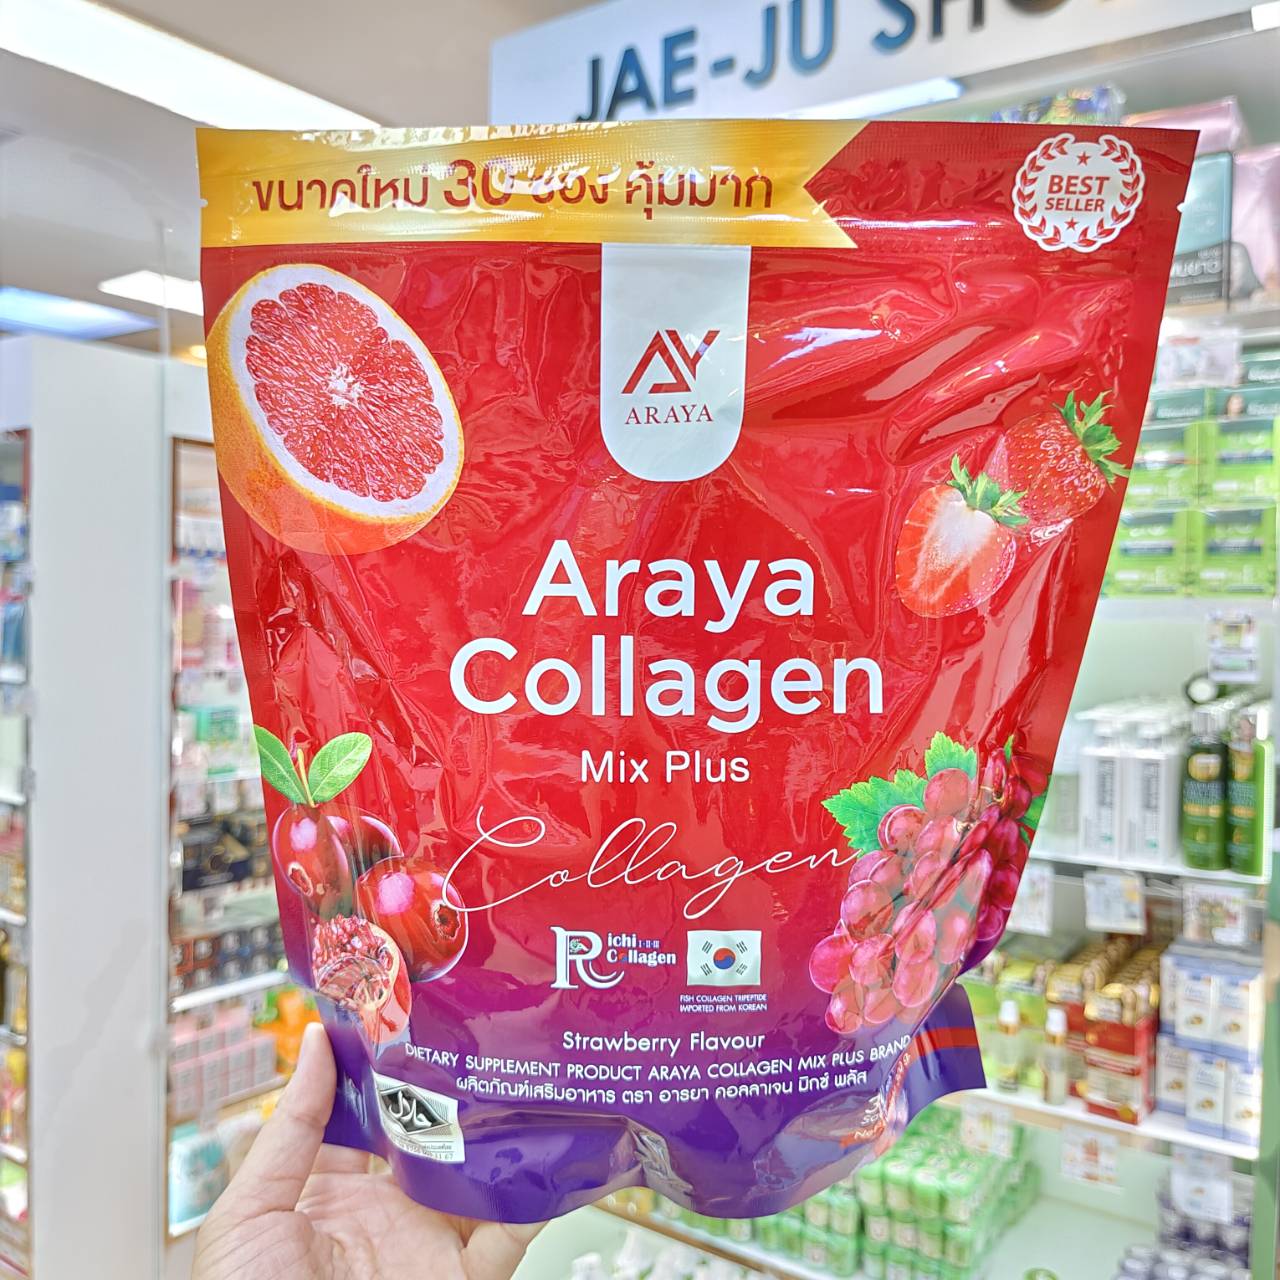 JAE-JU
ขนาดใหม่ 30 ซอง คุ้มมาก
BEST
SELLER
ARAYA
Araya
Collagen
Mix Plus
Collagen
Richi I·II·III
Collagen
FISH COLLAGEN TRIPEPTIDE
IMPORTED FROM KOREAN
Strawberry Flavour
DIETARY SUPPLEMENT PRODUCT ARAYA COLLAGEN MIX PLUS BRAND
ผลิตภัณฑ์เสริมอาหาร ตรา อารยา คอลลาเจน มิกซ์ พลัส